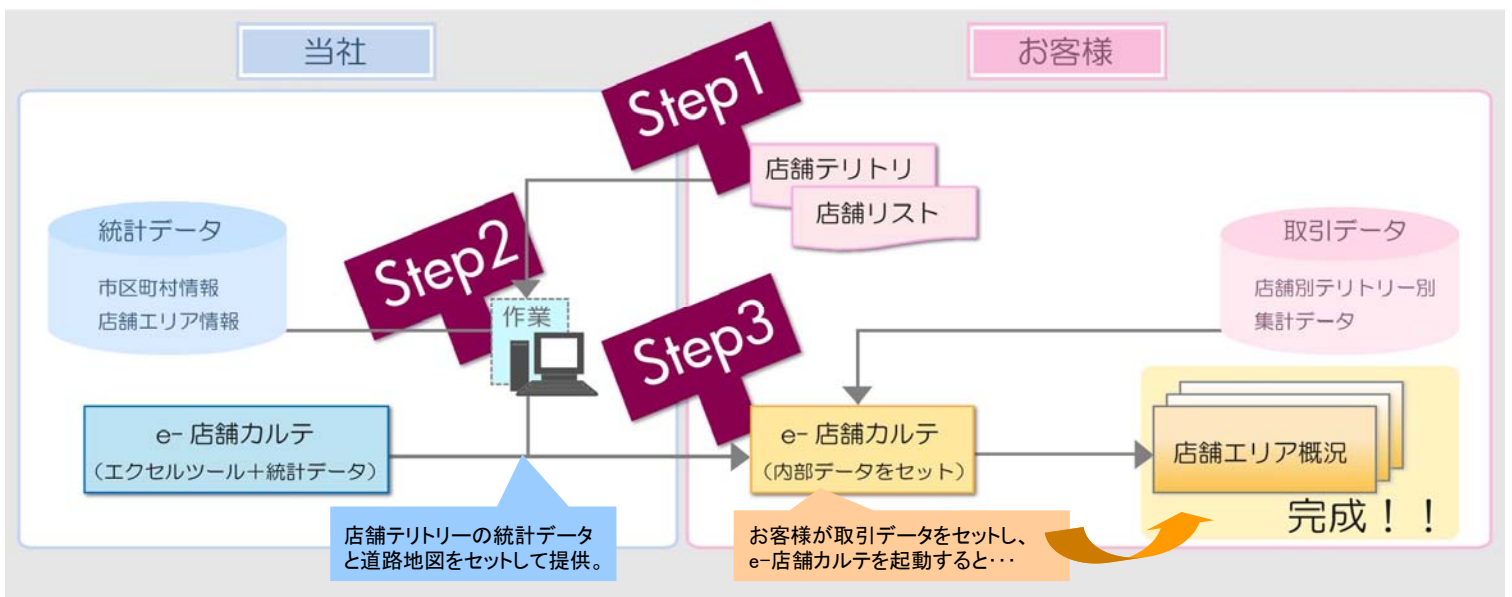 当社
お客様
Step1
店舗テリトリ
店舗リスト
Step2
統計データ
市区町村情報
店舗エリア情報
作業
取引データ
店舗別テリトリー別
集計データ
Step3
e-店舗カルテ
(エクセルツール+統計データ)
e-店舗カルテ
(内部データをセット)
店舗エリア概況
完成!!
店舗テリトリーの統計データ
と道路地図をセットして提供。
お客様が取引データをセットし、
e-店舗カルテを起動すると・・・